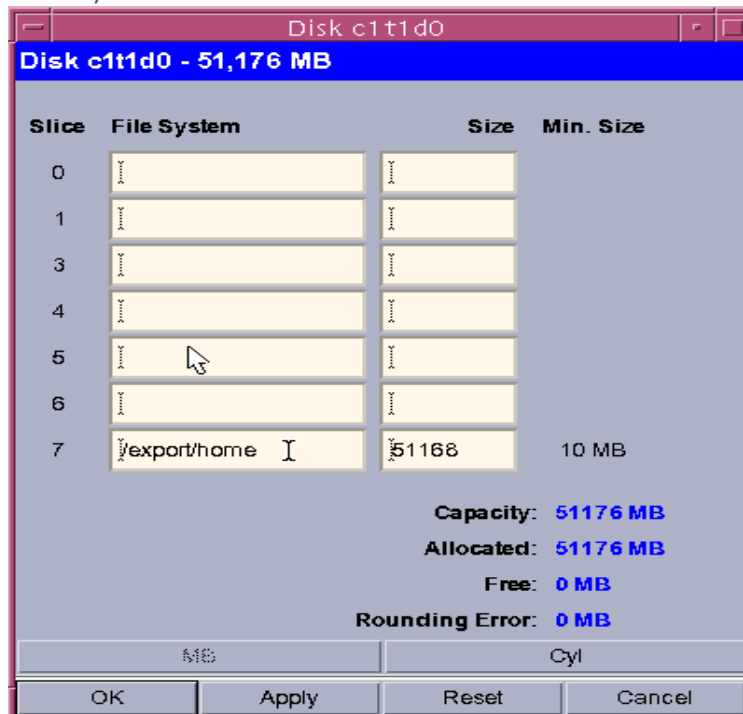 Disk c1t1d0
Disk c1t1d0 - 51,176 MB
Slice File System Size Min. Size
0
1
3
4
5
6
7 /export/home 51168 10 MB
Capacity: 51176 MB
Allocated: 51176 MB
Free: 0 MB
Rounding Error: 0 MB
MB Cyl
OK Apply Reset Cancel